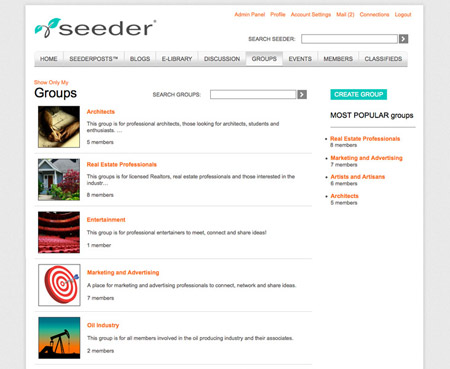 seeder®
Admin Panel Profile Account Settings Mail (2) Connections Logout
SEARCH SEEDER:
HOME SEEDERPOSTS™ BLOGS E-LIBRARY DISCUSSION GROUPS EVENTS MEMBERS CLASSIFIEDS
Show Only My
Groups
SEARCH GROUPS:
Architects
This group is for professional architects, those looking for architects, students and
enthusiasts. ...
5 members
Real Estate Professionals
This groups is for licensed Realtors, real estate professionals and those interested in the
industr...
8 members
Entertainment
This group is for professional entertainers to meet, connect and share ideas!
1 member
Marketing and Advertising
A place for marketing and advertising professionals to connect, network and share ideas.
7 members
Oil Industry
This group is for all members involved in the oil producing industry and their associates.
2 members
CREATE GROUP
MOST POPULAR groups
Real Estate Professionals
8 members
Marketing and Advertising
7 members
Artists and Artisans
6 members
Architects
5 members